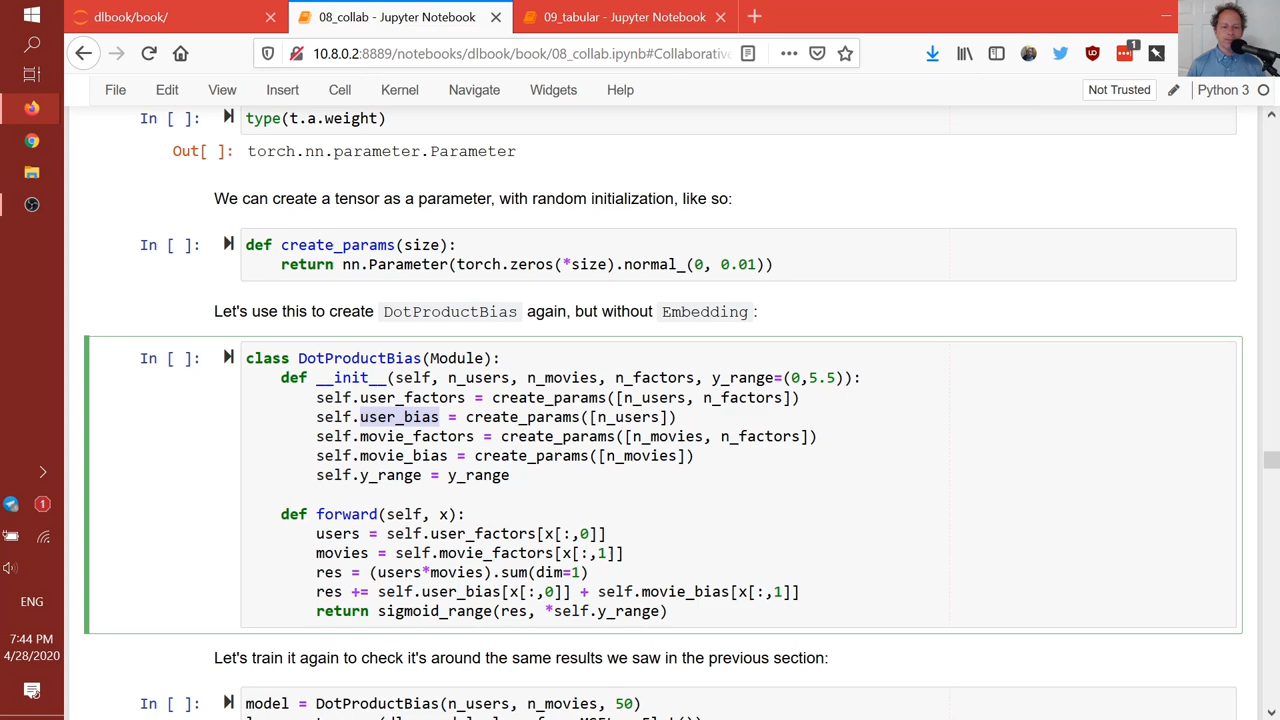 dlbook/book/
08_collab - Jupyter Notebook
09_tabular - Jupyter Notebook
10.8.0.2:8889/notebooks/dlbook/book/08_collab.ipynb#Collaborative
1
File Edit View Insert Cell Kernel Navigate Widgets Help
Not Trusted
Python 3
In [ ]: type(t.a.weight)
Out[ ]: torch.nn.parameter.Parameter
We can create a tensor as a parameter, with random initialization, like so:
In [ ]: def create_params(size):
return nn.Parameter(torch.zeros(*size).normal_(0, 0.01))
Let's use this to create DotProductBias again, but without Embedding:
In [ ]: class DotProductBias(Module):
def __init__(self, n_users, n_movies, n_factors, y_range=(0,5.5)):
self.user_factors = create_params([n_users, n_factors])
self.user_bias = create_params([n_users])
self.movie_factors = create_params([n_movies, n_factors])
self.movie_bias = create_params([n_movies])
self.y_range = y_range
def forward(self, x):
users = self.user_factors[x[:,0]]
movies = self.movie_factors[x[:,1]]
res = (users*movies).sum(dim=1)
res += self.user_bias[x[:,0]] + self.movie_bias[x[:,1]]
return sigmoid_range(res, *self.y_range)
Let's train it again to check it's around the same results we saw in the previous section:
In [ ]: model = DotProductBias(n_users, n_movies, 50)
1
ENG
7:44 PM
4/28/2020